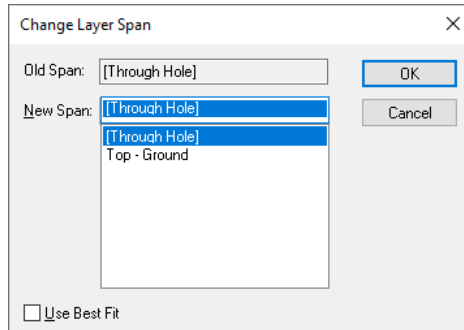 Change Layer Span
Old Span: [Through Hole]
OK
New Span: [Through Hole]
Cancel
[Through Hole]
Top - Ground
Use Best Fit